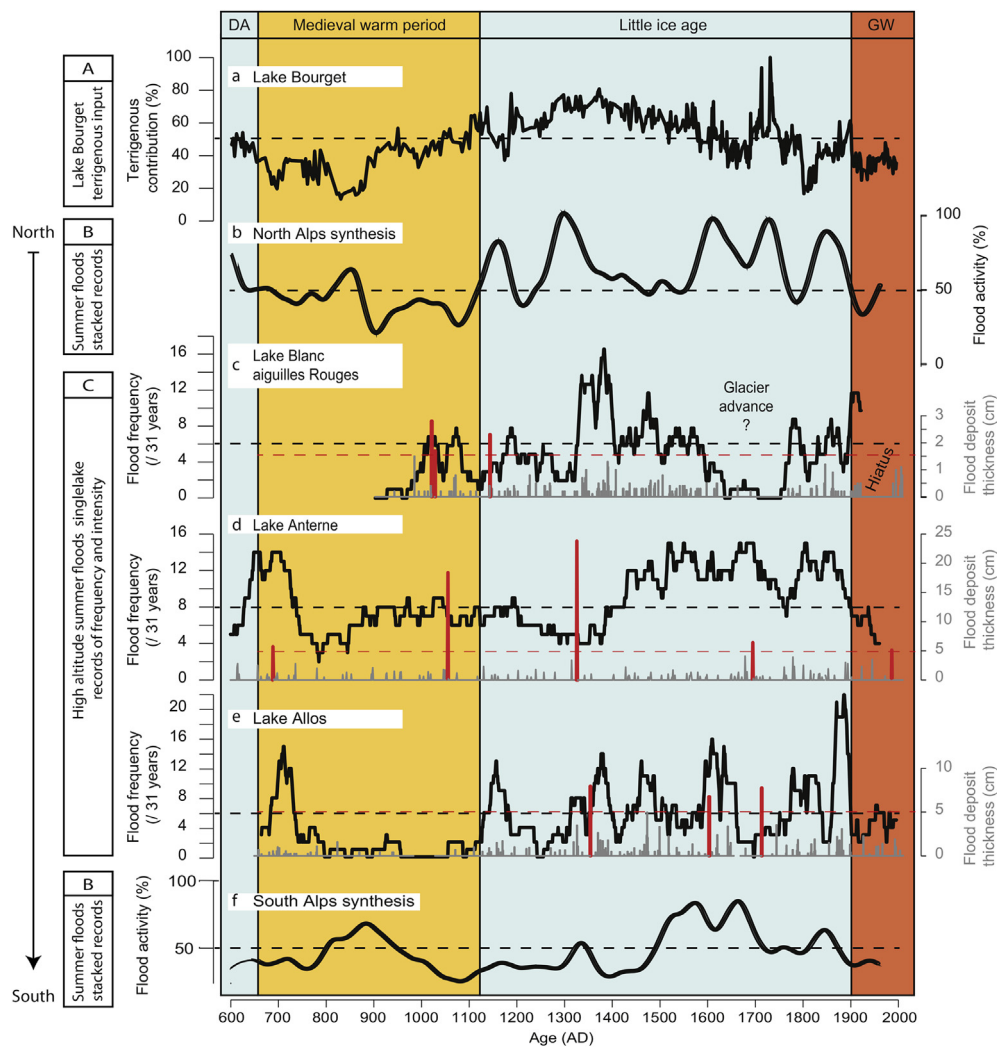 DA
Medieval warm period
Little ice age
GW
A
Lake Bourget
terrigenous input
Terrigenous
contribution (%)
100
80
60
40
20
0
a Lake Bourget
North
South
B
Summer floods
stacked records
b North Alps synthesis
100
50
0
Flood activity (%)
C
High altitude summer floods singlelake
records of frequency and intensity
Flood frequency
(/ 31 years)
16
12
8
4
0
c Lake Blanc
aiguilles Rouges
Glacier
advance
?
Hiatus
3
2
1
0
Flood deposit
thickness (cm)
Flood frequency
(/ 31 years)
16
12
8
4
0
d Lake Anterne
25
20
15
10
5
0
Flood deposit
thickness (cm)
Flood frequency
(/ 31 years)
20
16
12
8
4
0
e Lake Allos
10
5
0
Flood deposit
thickness (cm)
B
Summer floods
stacked records
Flood activity (%)
100
50
f South Alps synthesis
600 700 800 900 1000 1100 1200 1300 1400 1500 1600 1700 1800 1900 2000
Age (AD)